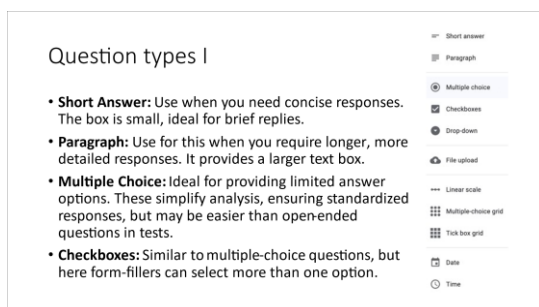 Question types I
• Short Answer: Use when you need concise responses.
The box is small, ideal for brief replies.
• Paragraph: Use for this when you require longer, more
detailed responses. It provides a larger text box.
• Multiple Choice: Ideal for providing limited answer
options. These simplify analysis, ensuring standardized
responses, but may be easier than open-ended
questions in tests.
• Checkboxes: Similar to multiple-choice questions, but
here form-fillers can select more than one option.
Short answer
Paragraph
Multiple choice
Checkboxes
Drop-down
File upload
Linear scale
Multiple-choice grid
Tick box grid
Date
Time